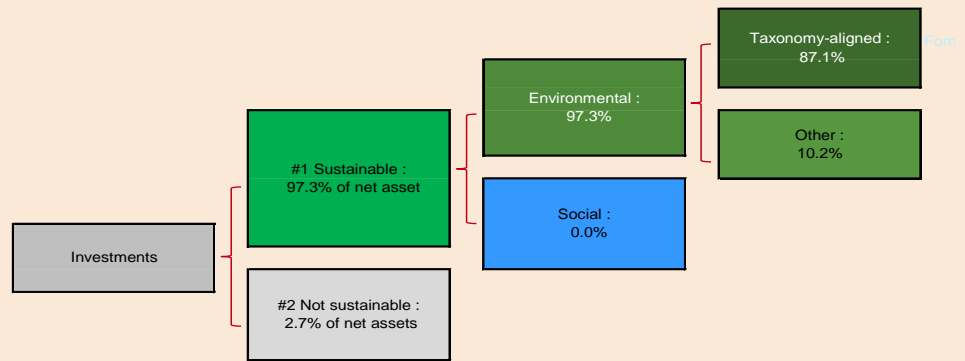 Taxonomy-aligned :
87.1%
Fom
Environmental :
97.3%
Other :
10.2%
#1 Sustainable :
97.3% of net asset
Social :
0.0%
Investments
#2 Not sustainable :
2.7% of net assets